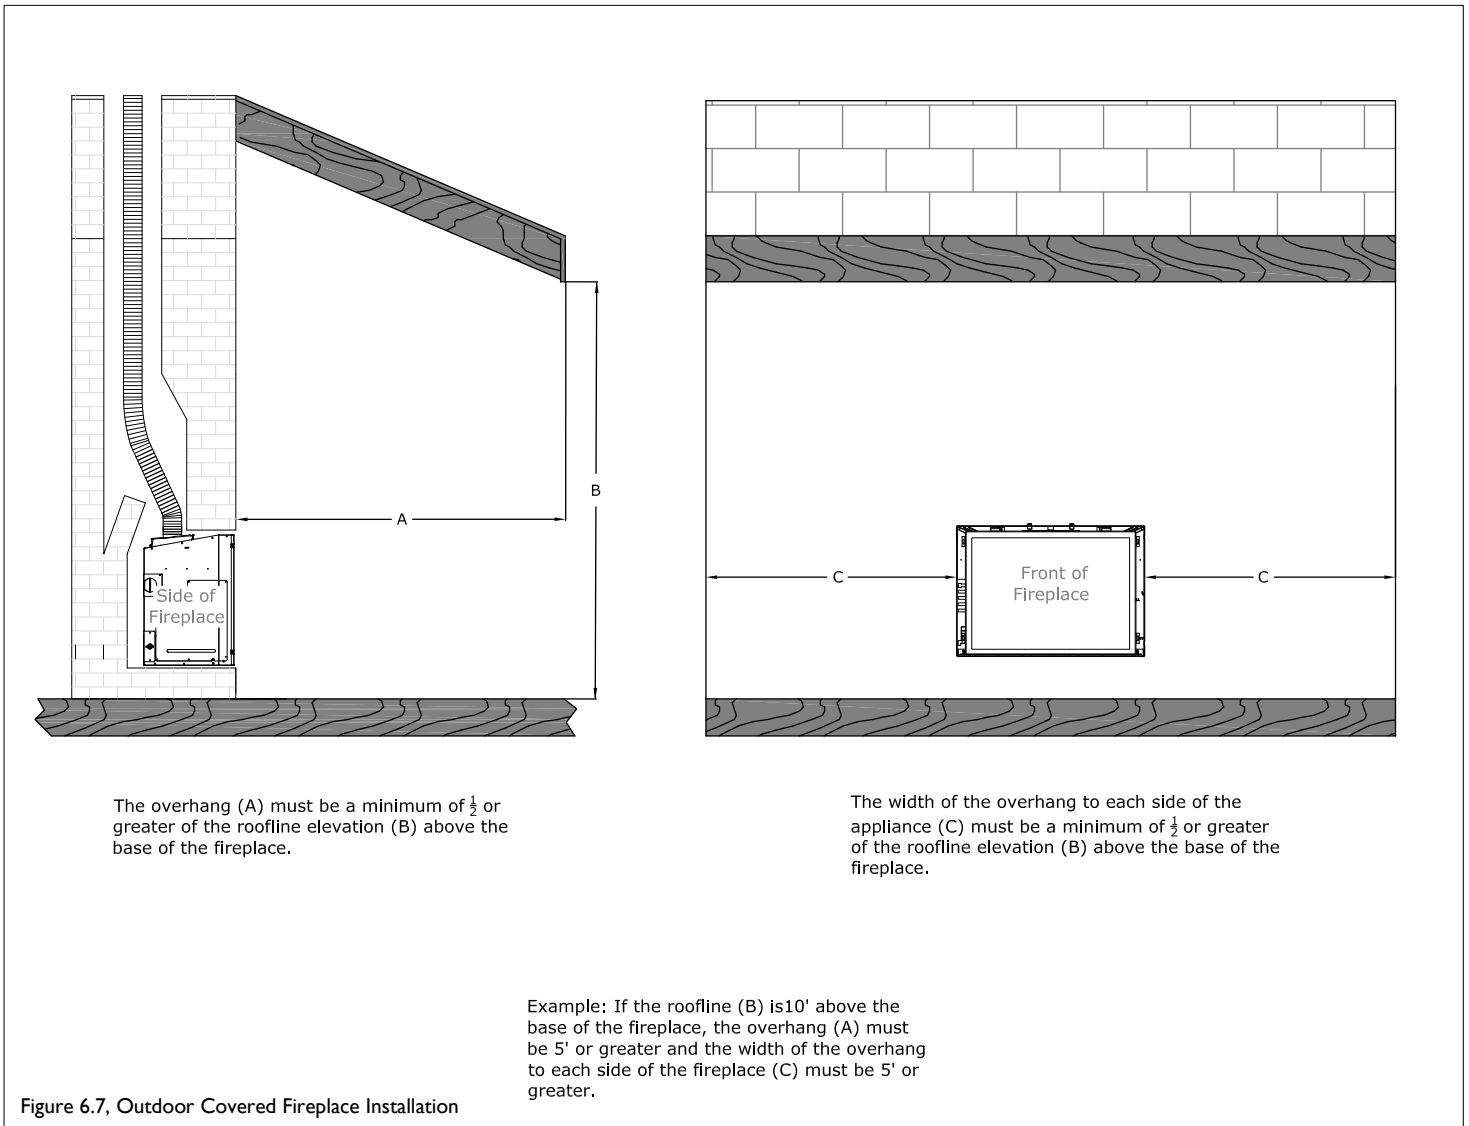 B
A
Side of
Fireplace
C
Front of
Fireplace
C
The overhang (A) must be a minimum of ½ or
greater of the roofline elevation (B) above the
base of the fireplace.
The width of the overhang to each side of the
appliance (C) must be a minimum of ½ or greater
of the roofline elevation (B) above the base of the
fireplace.
Example: If the roofline (B) is10' above the
base of the fireplace, the overhang (A) must
be 5' or greater and the width of the overhang
to each side of the fireplace (C) must be 5' or
greater.
Figure 6.7, Outdoor Covered Fireplace Installation